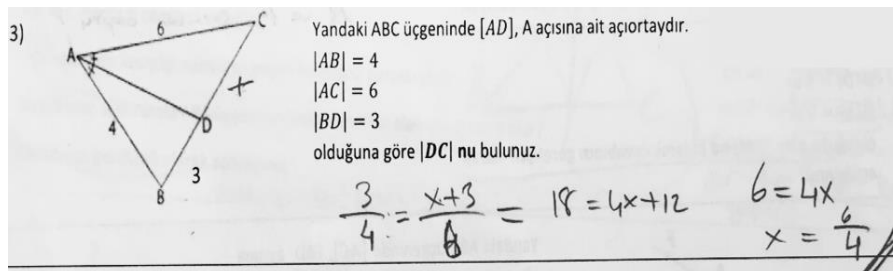 3)
C
6
A
x
D
4
3
B
Yandaki ABC üçgeninde [AD], A açısına ait açıortaydır.
|AB| = 4
|AC| = 6
|BD| = 3
olduğuna göre |DC| nu bulunuz.
3/4 = x+3/6 = 18 = 4x+12
6 = 4x
x = 6/4